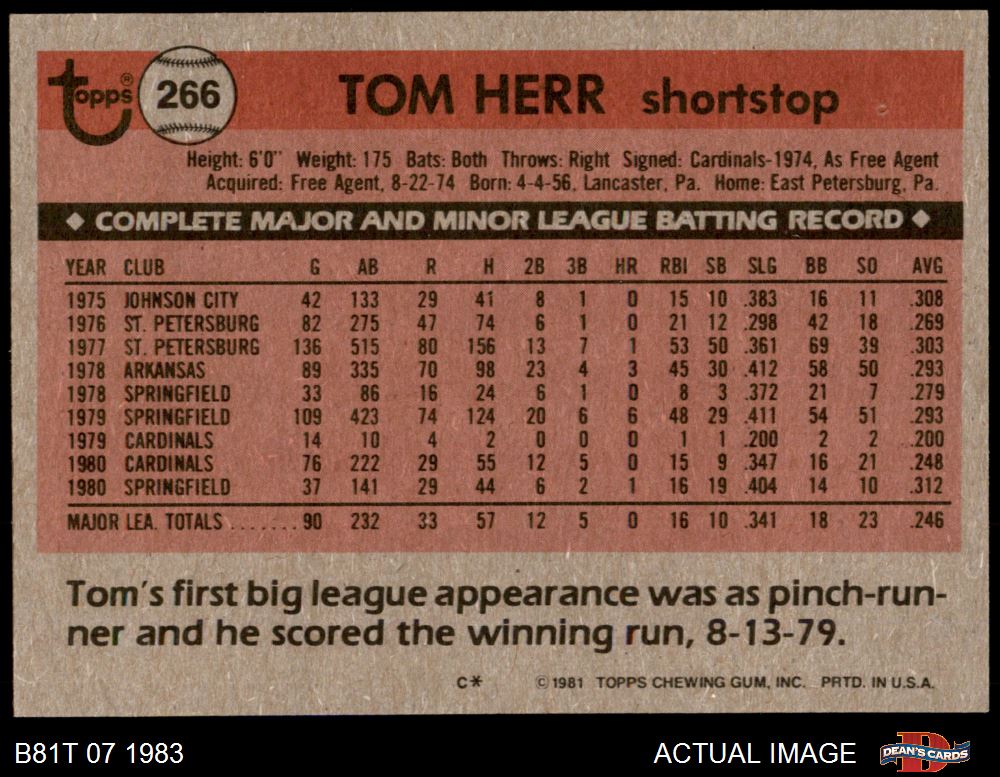 Topps®
266
TOM HERR shortstop
Height: 6'0" Weight: 175 Bats: Both Throws: Right Signed: Cardinals-1974, As Free Agent
Acquired: Free Agent, 8-22-74 Born: 4-4-56, Lancaster, Pa. Home: East Petersburg, Pa.
◆ COMPLETE MAJOR AND MINOR LEAGUE BATTING RECORD ◆
YEAR CLUB G AB R H 2B 3B HR RBI SB SLG BB SO AVG
1975 JOHNSON CITY 42 133 29 41 8 1 0 15 10 .383 16 11 .308
1976 ST. PETERSBURG 82 275 47 74 6 1 0 21 12 .298 42 18 .269
1977 ST. PETERSBURG 136 515 80 156 13 7 1 53 50 .361 69 39 .303
1978 ARKANSAS 89 335 70 98 23 4 3 45 30 .412 58 50 .293
1978 SPRINGFIELD 33 86 16 24 6 1 0 8 3 .372 21 7 .279
1979 SPRINGFIELD 109 423 74 124 20 6 6 48 29 .411 54 51 .293
1979 CARDINALS 14 10 4 2 0 0 0 1 1 .200 2 2 .200
1980 CARDINALS 76 222 29 55 12 5 0 15 9 .347 16 21 .248
1980 SPRINGFIELD 37 141 29 44 6 2 1 16 19 .404 14 10 .312
MAJOR LEA. TOTALS ....... 90 232 33 57 12 5 0 16 10 .341 18 23 .246
Tom's first big league appearance was as pinch-run-
ner and he scored the winning run, 8-13-79.
C* © 1981 TOPPS CHEWING GUM, INC. PRTD. IN U.S.A.
B81T 07 1983 ACTUAL IMAGE DEAN'S CARDS